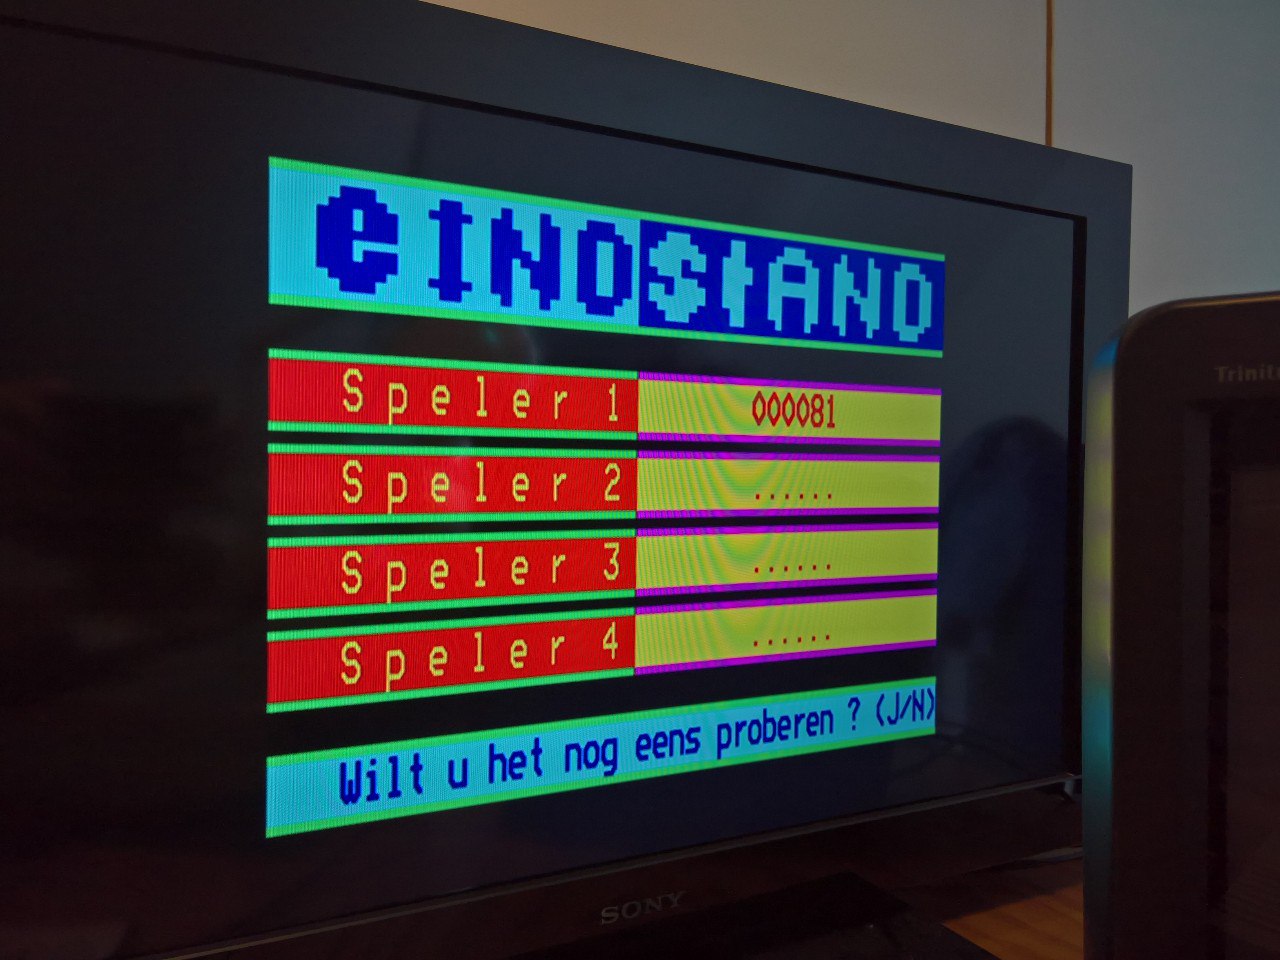 eINDStAND
Speler 1 000081
Speler 2 ......
Speler 3 ......
Speler 4 ......
Wilt u het nog eens proberen ? (J/N)
SONY